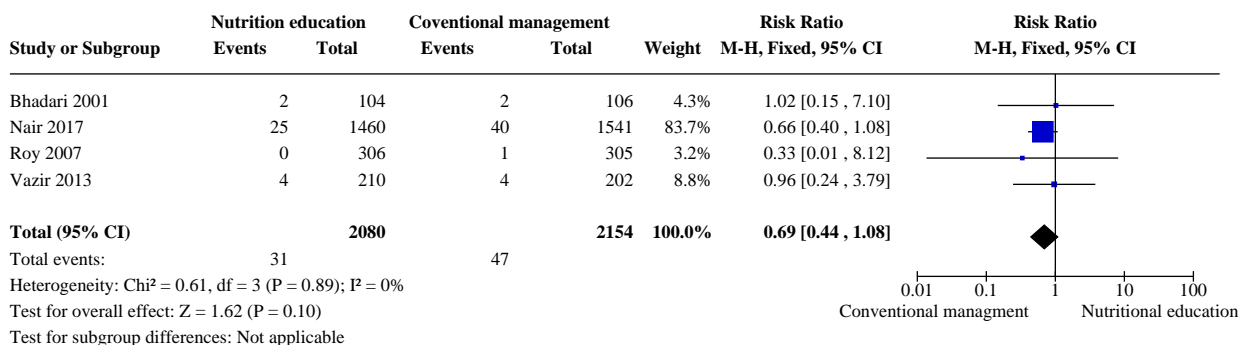 Nutrition education Coventional management Risk Ratio Risk Ratio
Study or Subgroup Events Total Events Total Weight M-H, Fixed, 95% CI M-H, Fixed, 95% CI
Bhadari 2001 2 104 2 106 4.3% 1.02 [0.15 , 7.10]
Nair 2017 25 1460 40 1541 83.7% 0.66 [0.40 , 1.08]
Roy 2007 0 306 1 305 3.2% 0.33 [0.01 , 8.12]
Vazir 2013 4 210 4 202 8.8% 0.96 [0.24 , 3.79]
Total (95% CI) 2080 2154 100.0% 0.69 [0.44 , 1.08]
Total events: 31 47
Heterogeneity: Chi² = 0.61, df = 3 (P = 0.89); I² = 0%
0.01 0.1 1 10 100
Test for overall effect: Z = 1.62 (P = 0.10)
Conventional managment Nutritional education
Test for subgroup differences: Not applicable